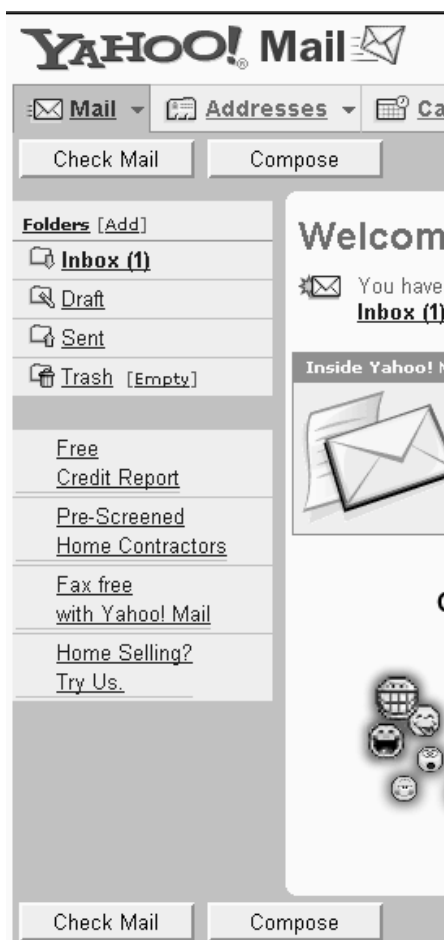 YAHOO! Mail
Mail Addresses Ca
Check Mail Compose
Folders [Add]
Inbox (1)
Draft
Sent
Trash [Empty]
Free
Credit Report
Pre-Screened
Home Contractors
Fax free
with Yahoo! Mail
Home Selling?
Try Us.
Welcom
You have
Inbox (1)
Inside Yahoo! M
Check Mail Compose